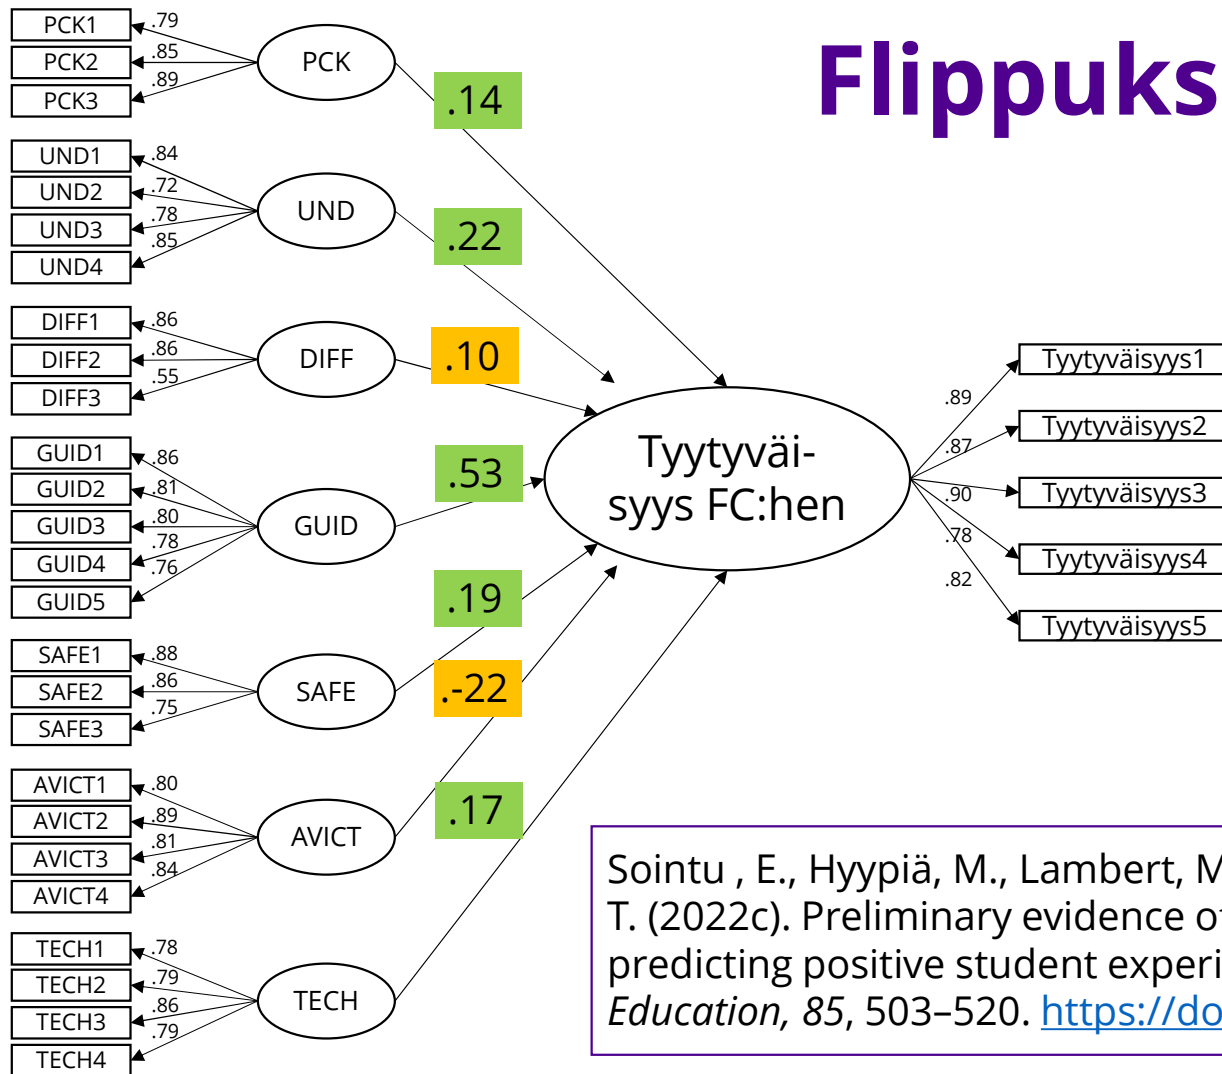 Flippuks
PCK1
PCK2
PCK3
.79
.85
.89
PCK
.14
UND1
UND2
UND3
UND4
.84
.72
.78
.85
UND
.22
DIFF1
DIFF2
DIFF3
.86
.86
.55
DIFF
.10
GUID1
GUID2
GUID3
GUID4
GUID5
.86
.81
.80
.78
.76
GUID
.53
SAFE1
SAFE2
SAFE3
.88
.86
.75
SAFE
.19
AVICT1
AVICT2
AVICT3
AVICT4
.80
.89
.81
.84
AVICT
.-22
TECH1
TECH2
TECH3
TECH4
.78
.79
.86
.79
TECH
.17
Tyytyväi-
syys FC:hen
.89
.87
.90
.78
.82
Tyytyväisyys1
Tyytyväisyys2
Tyytyväisyys3
Tyytyväisyys4
Tyytyväisyys5
Sointu , E., Hyypiä, M., Lambert, M
T. (2022c). Preliminary evidence of
predicting positive student experi
Education, 85, 503–520. https://do